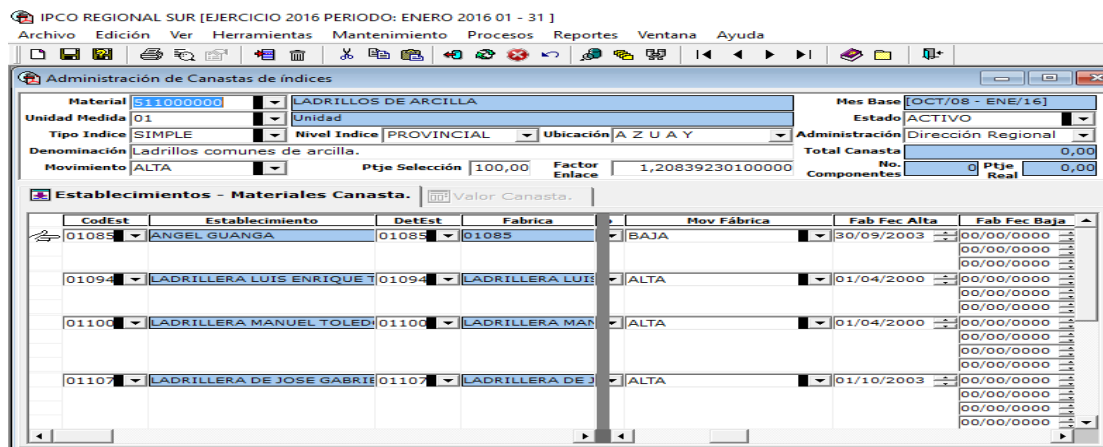 IPCO REGIONAL SUR [EJERCICIO 2016 PERIODO: ENERO 2016 01 - 31 ]
Archivo Edición Ver Herramientas Mantenimiento Procesos Reportes Ventana Ayuda
Administración de Canastas de índices
Material 511000000 LADRILLOS DE ARCILLA Mes Base [OCT/08 - ENE/16]
Unidad Medida 01 Unidad Estado ACTIVO
Tipo Indice SIMPLE Nivel Indice PROVINCIAL Ubicación A Z U A Y Administración Dirección Regional
Denominación Ladrillos comunes de arcilla. Total Canasta 0,00
Movimiento ALTA Ptje Selección 100,00 Factor Enlace 1,20839230100000 No. Componentes 0 Ptje Real 0,00
Establecimientos - Materiales Canasta. Valor Canasta.
CodEst Establecimiento DetEst Fabrica Mov Fábrica Fab Fec Alta Fab Fec Baja
01085 ANGEL GUANGA 01085 01085 BAJA 30/09/2003 00/00/0000
00/00/0000
00/00/0000
01094 LADRILLERA LUIS ENRIQUE T 01094 LADRILLERA LUIS ALTA 01/04/2000 00/00/0000
00/00/0000
00/00/0000
01100 LADRILLERA MANUEL TOLED 01100 LADRILLERA MAN ALTA 01/04/2000 00/00/0000
00/00/0000
00/00/0000
00/00/0000
01107 LADRILLERA DE JOSE GABRIE 01107 LADRILLERA DE J ALTA 01/10/2003 00/00/0000
00/00/0000
00/00/0000
00/00/0000